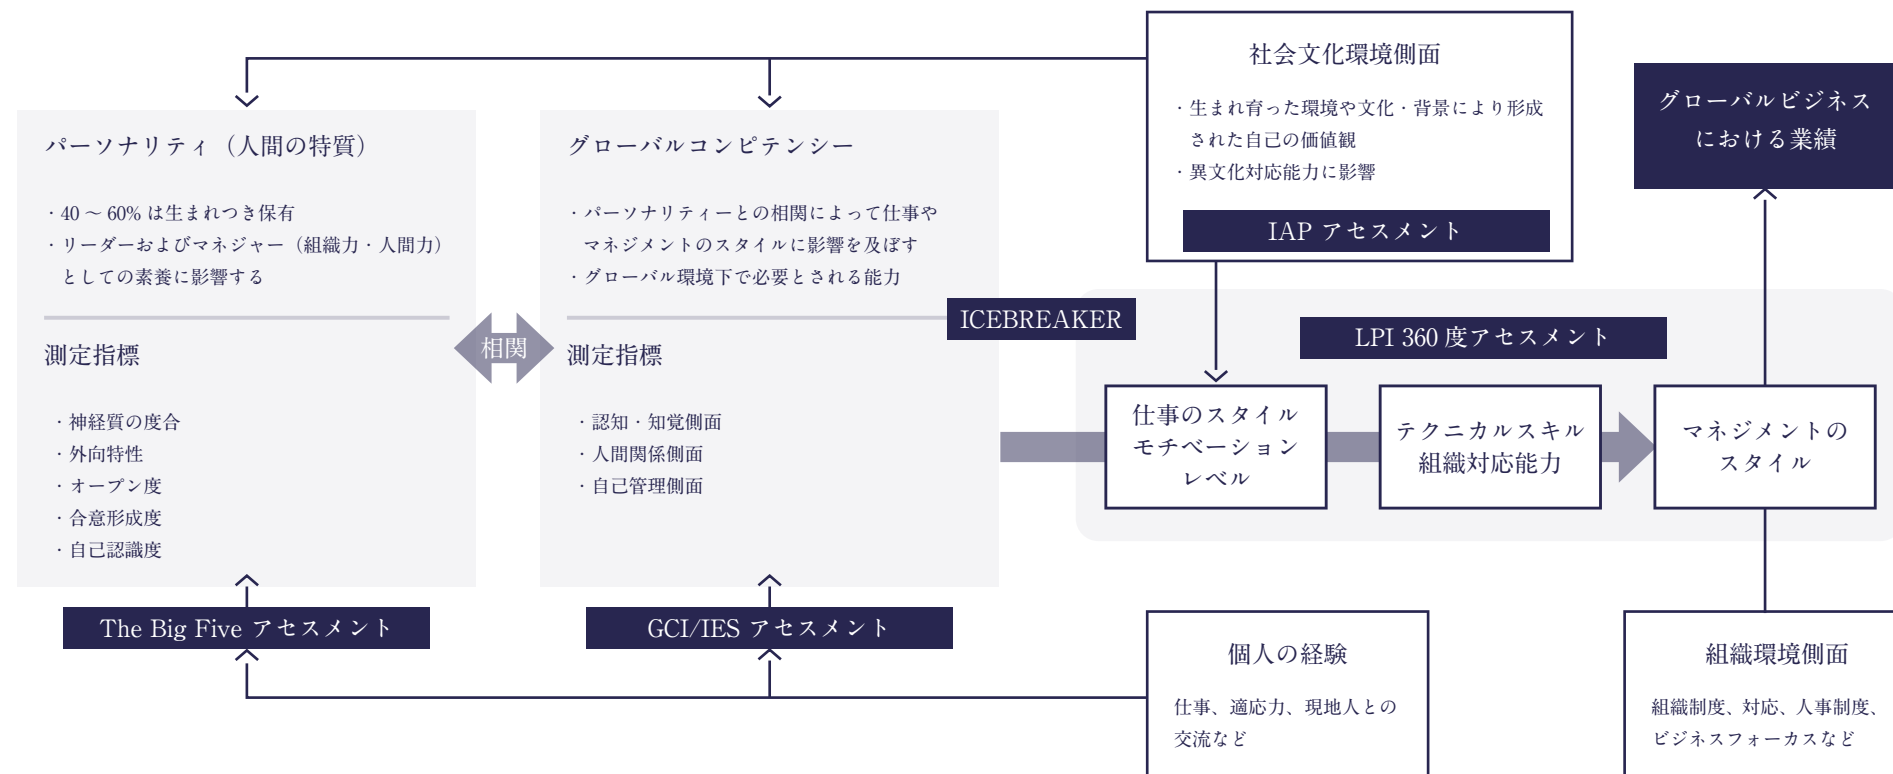 社会文化環境側面
・生まれ育った環境や文化・背景により形成
された自己の価値観
・異文化対応能力に影響
IAP アセスメント
グローバルビジネス
における業績
パーソナリティ（人間の特質）
・40 〜 60% は生まれつき保有
・リーダーおよびマネジャー（組織力・人間力）
としての素養に影響する
測定指標
・神経質の度合
・外向特性
・オープン度
・合意形成度
・自己認識度
The Big Five アセスメント
相関
グローバルコンピテンシー
・パーソナリティーとの相関によって仕事や
マネジメントのスタイルに影響を及ぼす
・グローバル環境下で必要とされる能力
測定指標
・認知・知覚側面
・人間関係側面
・自己管理側面
GCI/IES アセスメント
ICEBREAKER
LPI 360 度アセスメント
仕事のスタイル
モチベーション
レベル
テクニカルスキル
組織対応能力
マネジメントの
スタイル
個人の経験
仕事、適応力、現地人との
交流など
組織環境側面
組織制度、対応、人事制度、
ビジネスフォーカスなど